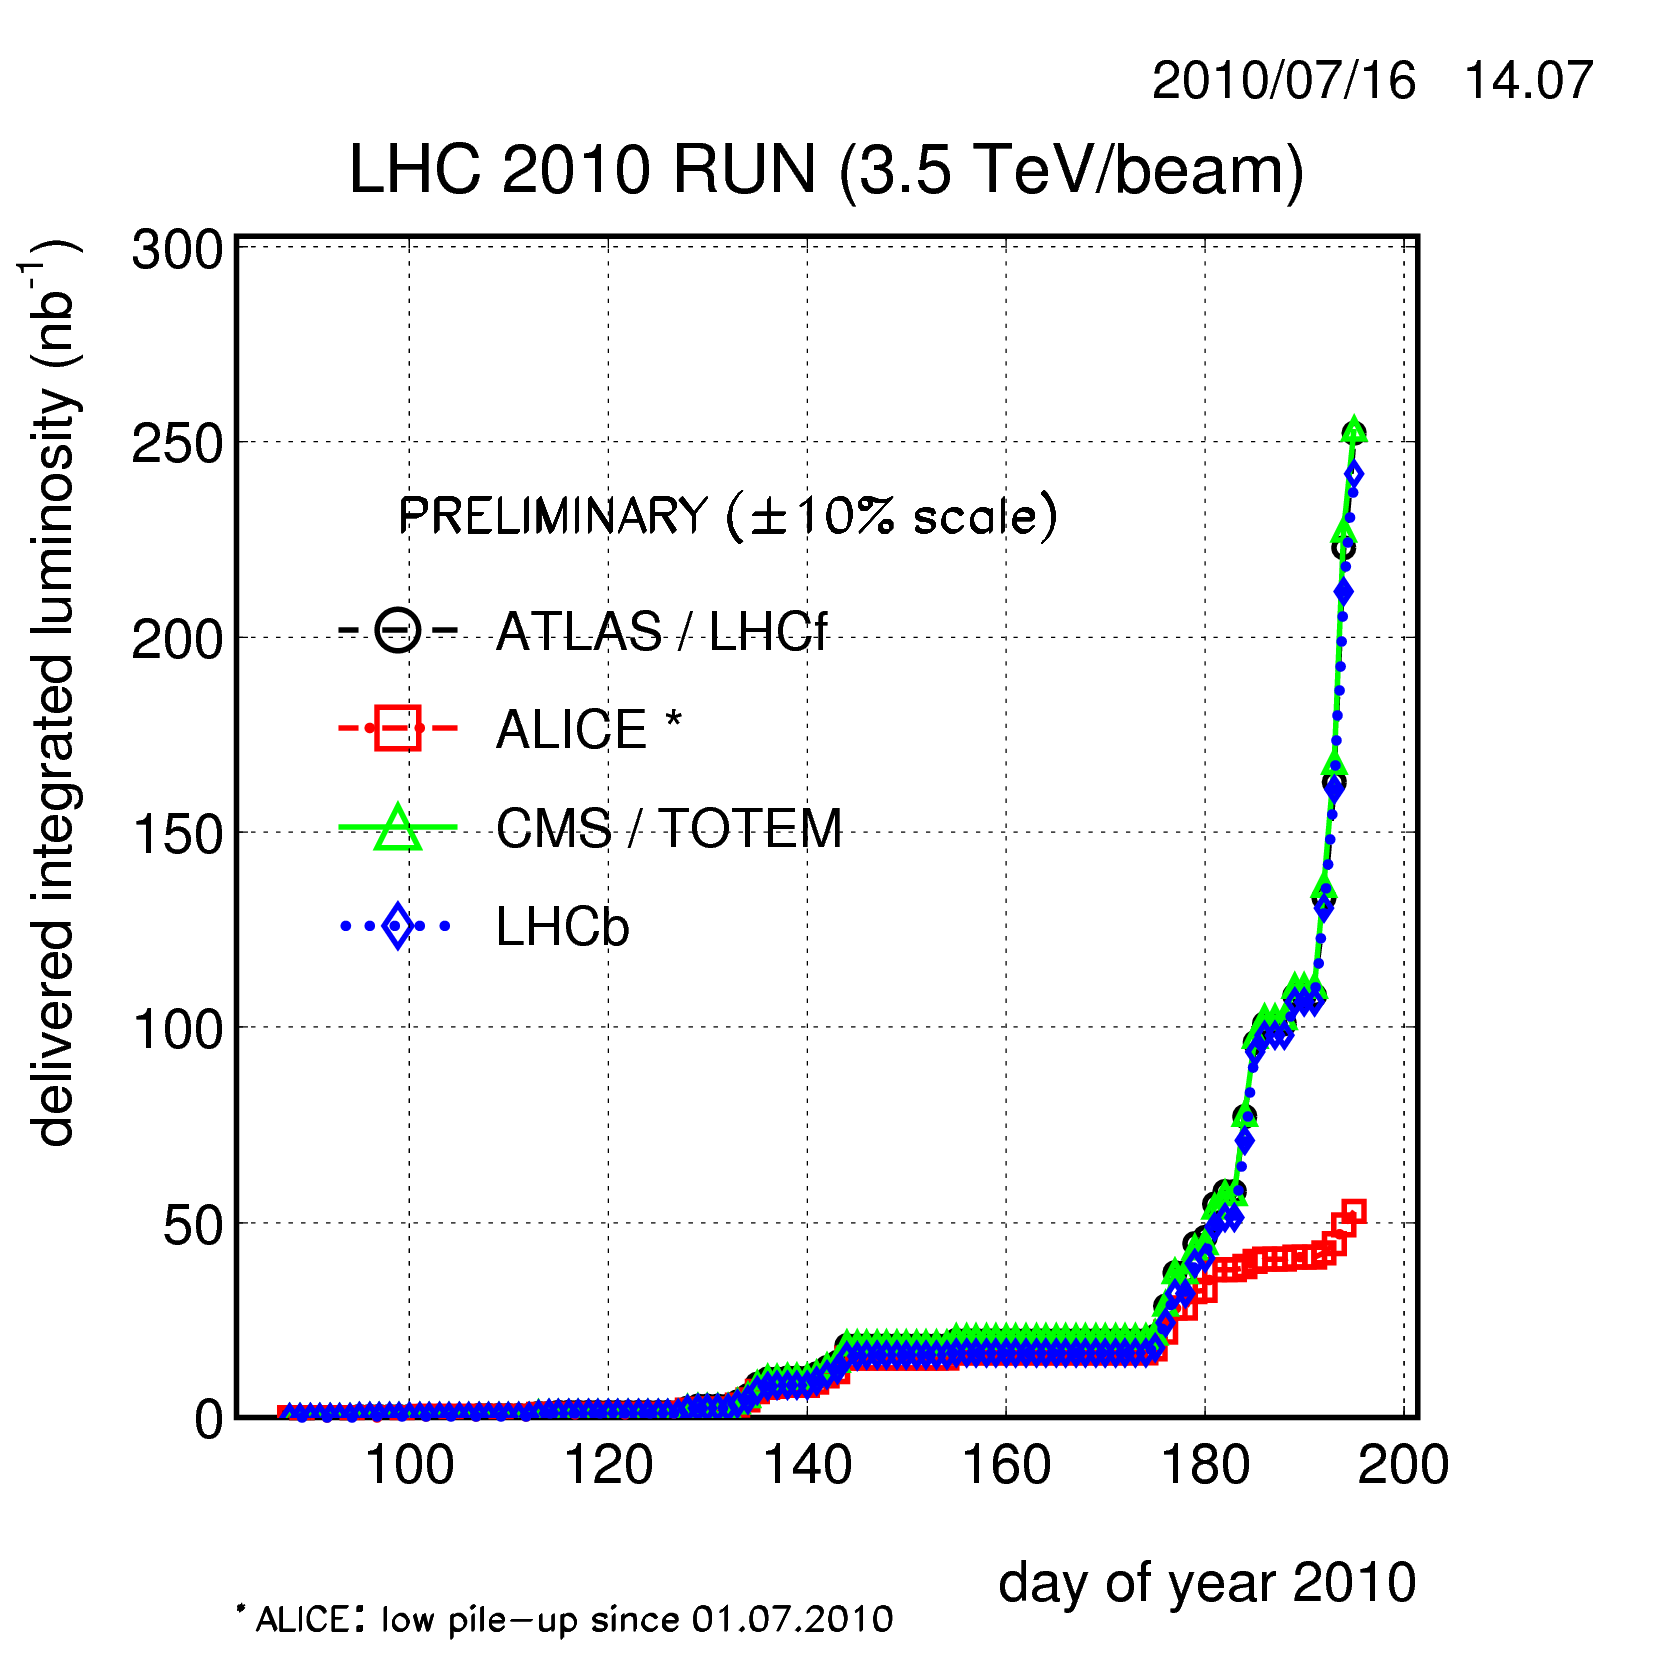 2010/07/16 14.07
LHC 2010 RUN (3.5 TeV/beam)
delivered integrated luminosity (nb⁻¹)
300
250
200
150
100
50
0
PRELIMINARY (±10% scale)
ATLAS / LHCf
ALICE *
CMS / TOTEM
LHCb
100 120 140 160 180 200
day of year 2010
* ALICE: low pile-up since 01.07.2010